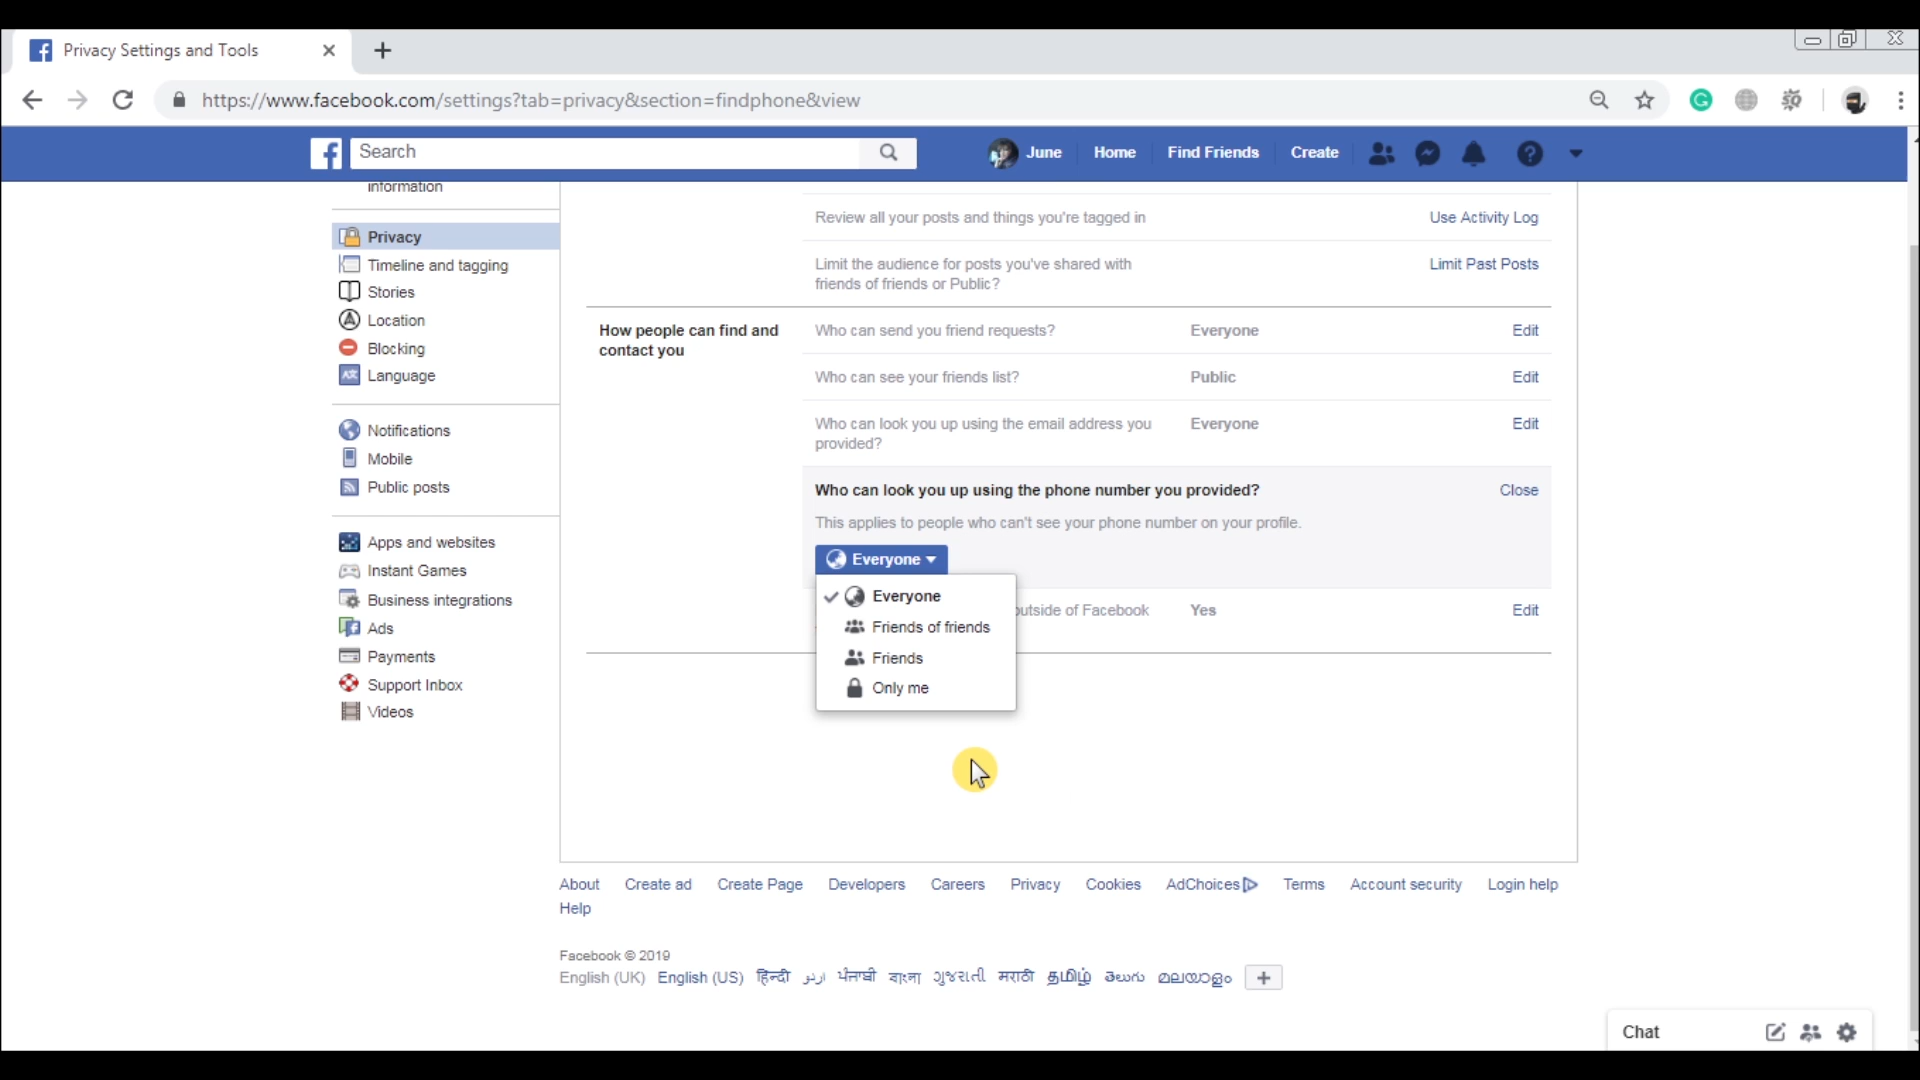 Privacy Settings and Tools
https://www.facebook.com/settings?tab=privacy&section=findphone&view
Search
June
Home
Find Friends
Create
information
Privacy
Timeline and tagging
Stories
Location
Blocking
Language
Notifications
Mobile
Public posts
Apps and websites
Instant Games
Business integrations
Ads
Payments
Support Inbox
Videos
Review all your posts and things you're tagged in
Use Activity Log
Limit the audience for posts you've shared with
friends of friends or Public?
Limit Past Posts
How people can find and
contact you
Who can send you friend requests?
Everyone
Edit
Who can see your friends list?
Public
Edit
Who can look you up using the email address you
provided?
Everyone
Edit
Who can look you up using the phone number you provided?
Close
This applies to people who can't see your phone number on your profile.
Everyone
Everyone
Friends of friends
Friends
Only me
outside of Facebook
Yes
Edit
About Create ad Create Page Developers Careers Privacy Cookies AdChoices Terms Account security Login help
Help
Facebook © 2019
English (UK) English (US) हिन्दी اردو ਪੰਜਾਬੀ বাংলা ગુજરાતી मराठी தமிழ் తెలుగు മലയാളം
Chat